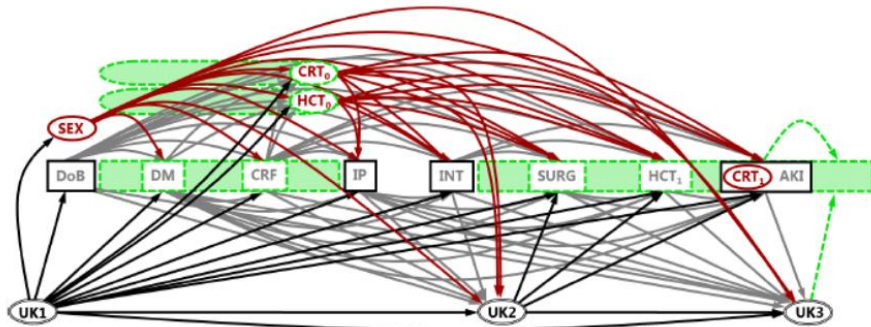 CRT₀
HCT₀
SEX
DoB DM CRF IP INT SURG HCT₁ CRT₁ AKI
UK1 UK2 UK3